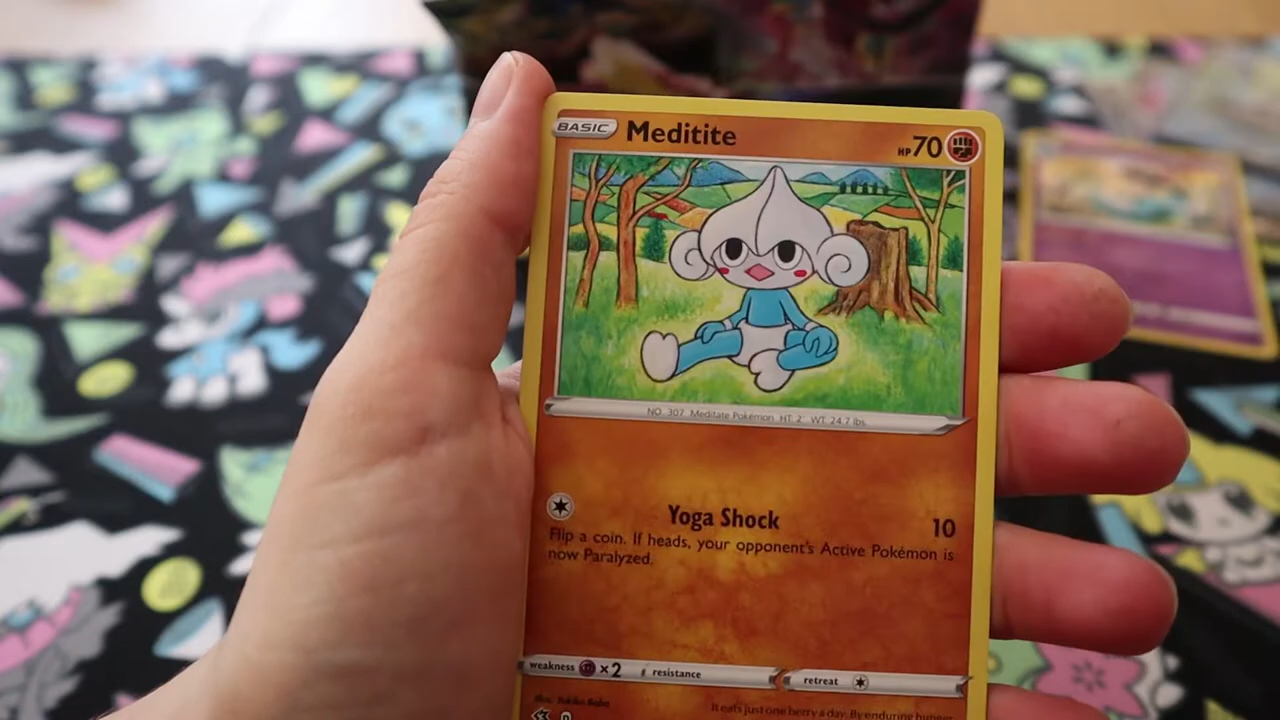 BASIC Meditite HP 70
NO. 307 Meditate Pokémon HT: 2' WT: 24.7 lbs.
Yoga Shock 10
Flip a coin. If heads, your opponent's Active Pokémon is
now Paralyzed.
weakness ×2 resistance retreat
It eats just one berry a day. By enduring hunger,